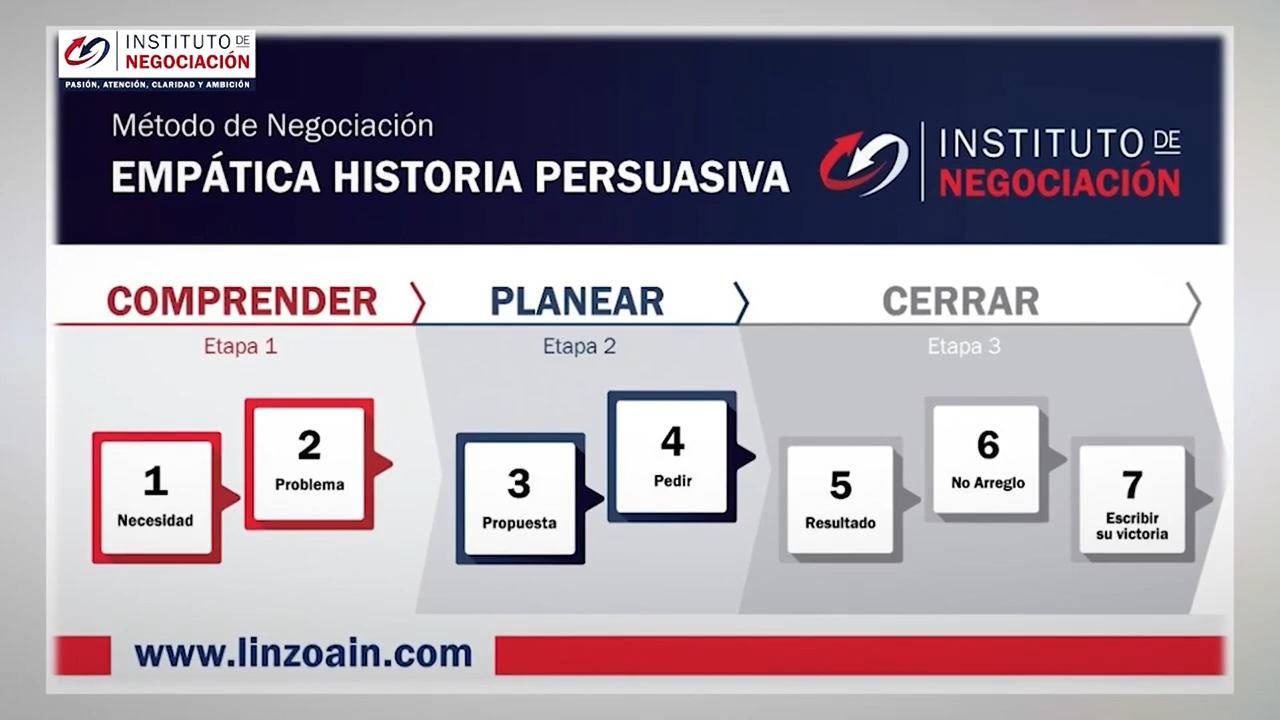 INSTITUTO DE
NEGOCIACIÓN
PASIÓN, ATENCIÓN, CLARIDAD Y AMBICIÓN
Método de Negociación
EMPÁTICA HISTORIA PERSUASIVA
INSTITUTO DE
NEGOCIACIÓN
COMPRENDER
Etapa 1
PLANEAR
Etapa 2
CERRAR
Etapa 3
1
Necesidad
2
Problema
3
Propuesta
4
Pedir
5
Resultado
6
No Arreglo
7
Escribir
su victoria
www.linzoain.com